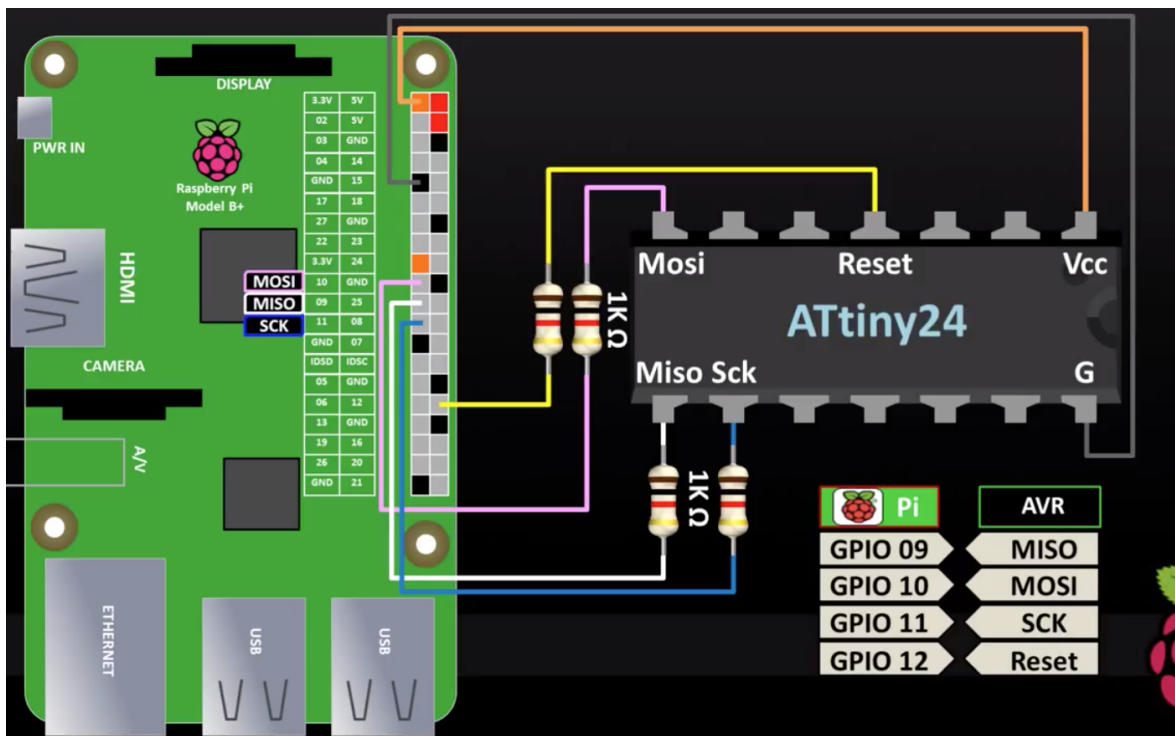 DISPLAY
PWR IN
Raspberry Pi
Model B+
HDMI
CAMERA
A/V
ETHERNET
USB
USB
3.3V 5V
02 5V
03 GND
04 14
GND 15
17 18
27 GND
22 23
3.3V 24
MOSI 10 GND
MISO 09 25
SCK 11 08
GND 07
IDSD IDSC
05 GND
06 12
13 GND
19 16
26 20
GND 21
1K Ω
1K Ω
Mosi Reset Vcc
ATtiny24
Miso Sck G
Pi AVR
GPIO 09 MISO
GPIO 10 MOSI
GPIO 11 SCK
GPIO 12 Reset